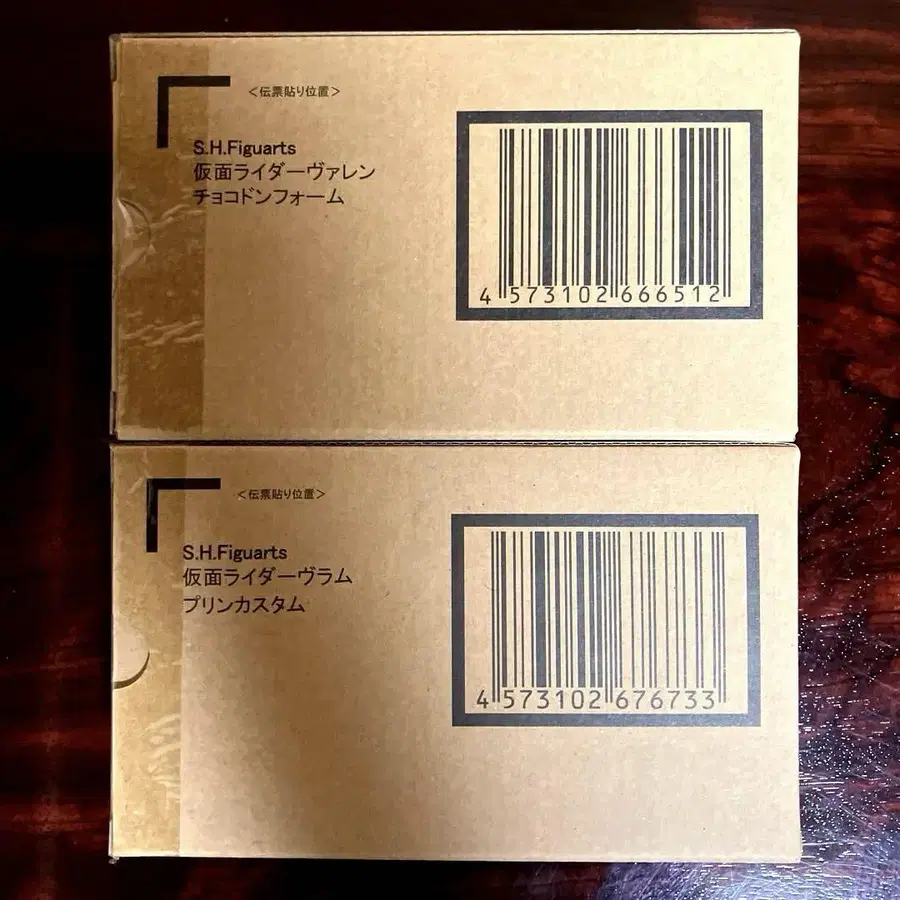 <伝票貼り位置>
S.H.Figuarts
仮面ライダーヴァレン
チョコドンフォーム
4 573102 666512
<伝票貼り位置>
S.H.Figuarts
仮面ライダーヴラム
プリンカスタム
4 573102 676733